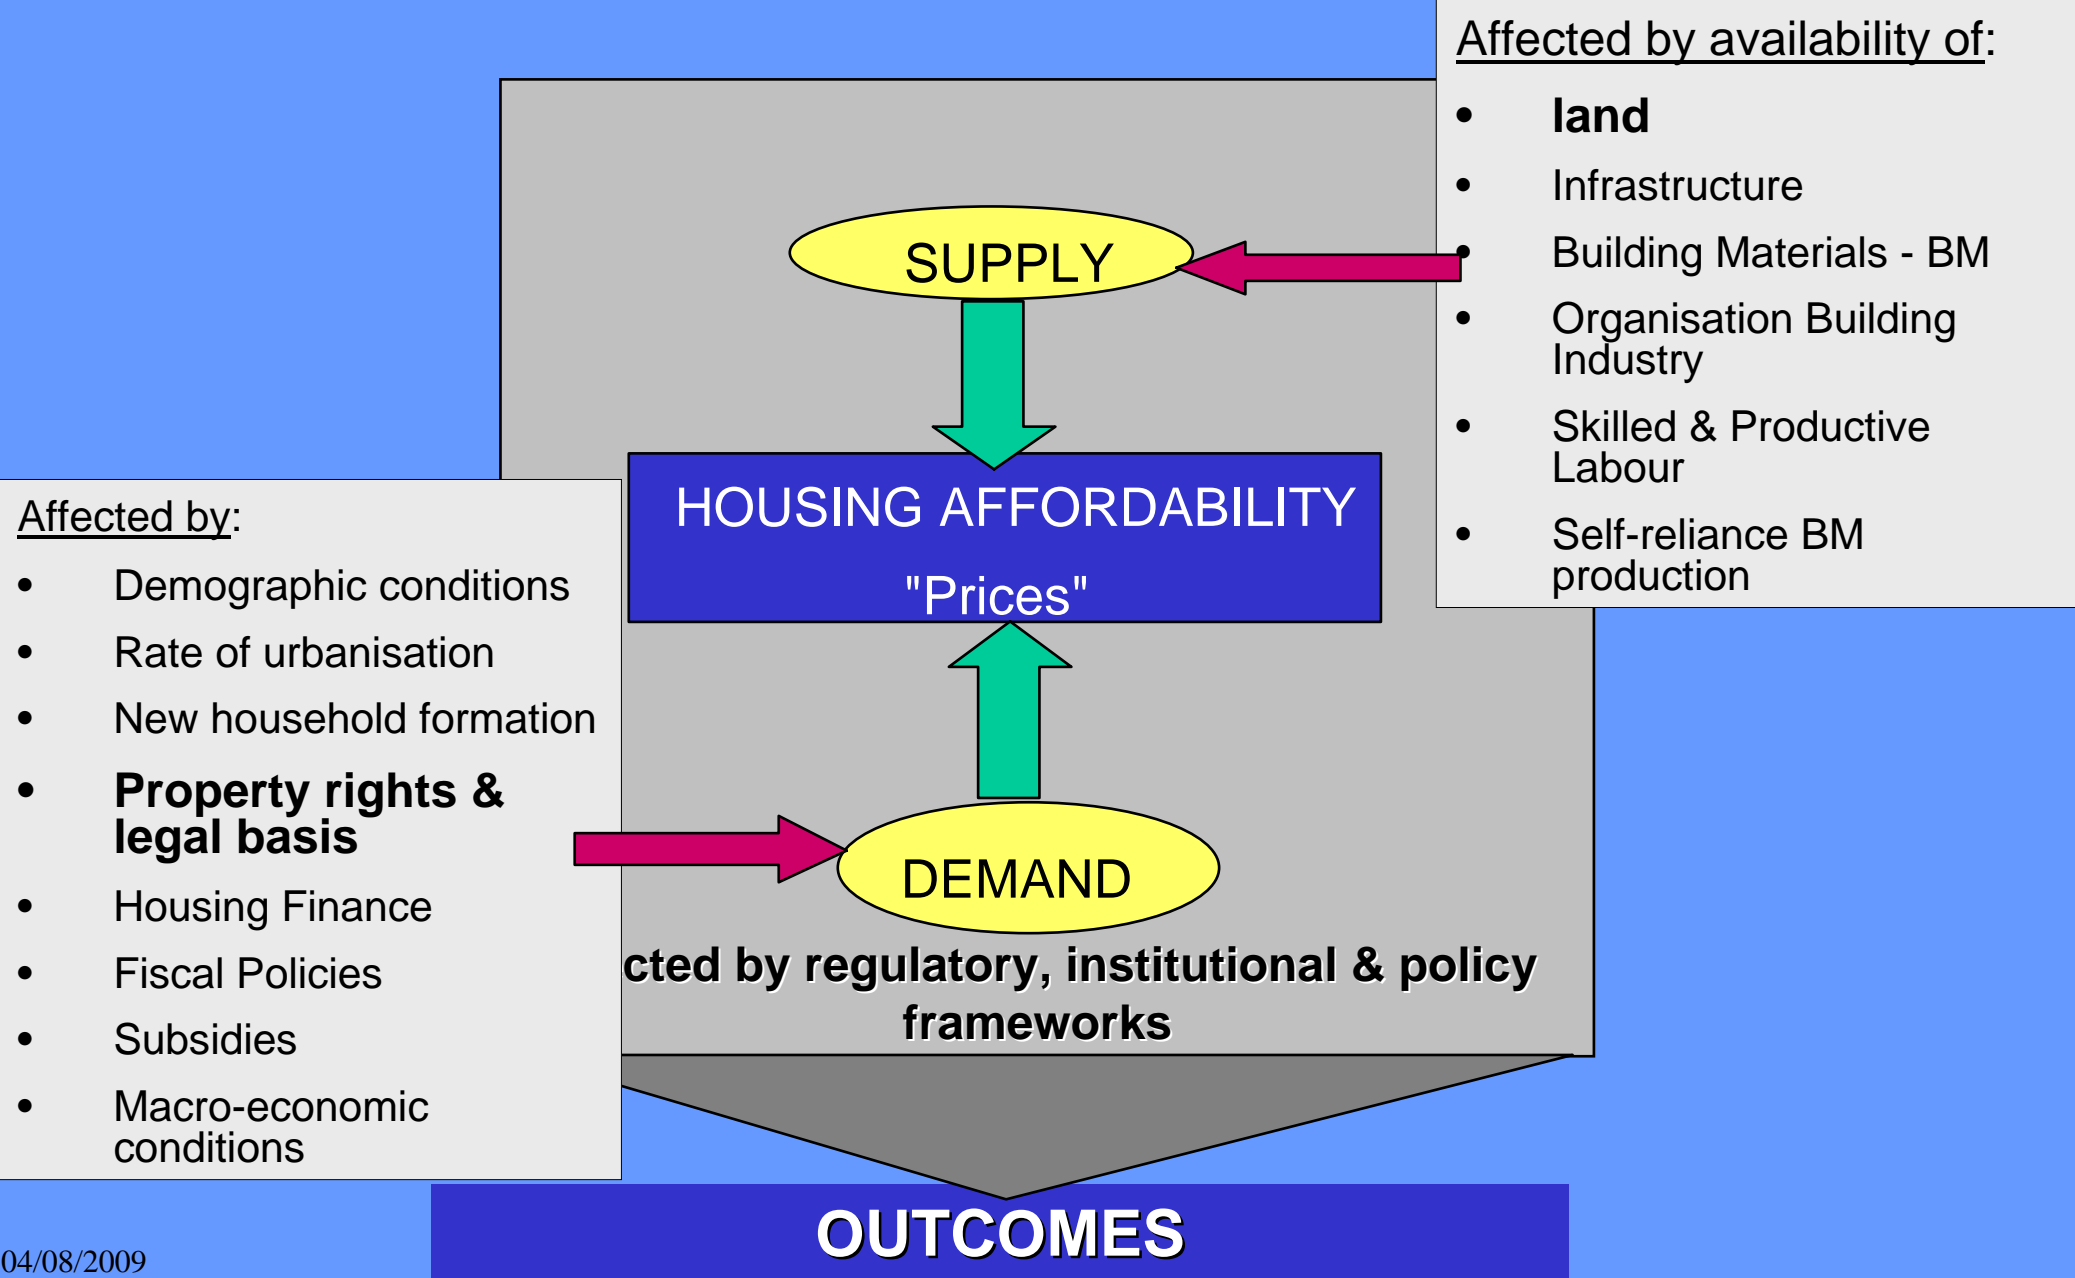 Affected by availability of:
• land
• Infrastructure
• Building Materials - BM
• Organisation Building
Industry
• Skilled & Productive
Labour
• Self-reliance BM
production
SUPPLY
HOUSING AFFORDABILITY
"Prices"
Affected by:
• Demographic conditions
• Rate of urbanisation
• New household formation
• Property rights &
legal basis
• Housing Finance
• Fiscal Policies
• Subsidies
• Macro-economic
conditions
DEMAND
cted by regulatory, institutional & policy
frameworks
OUTCOMES
04/08/2009